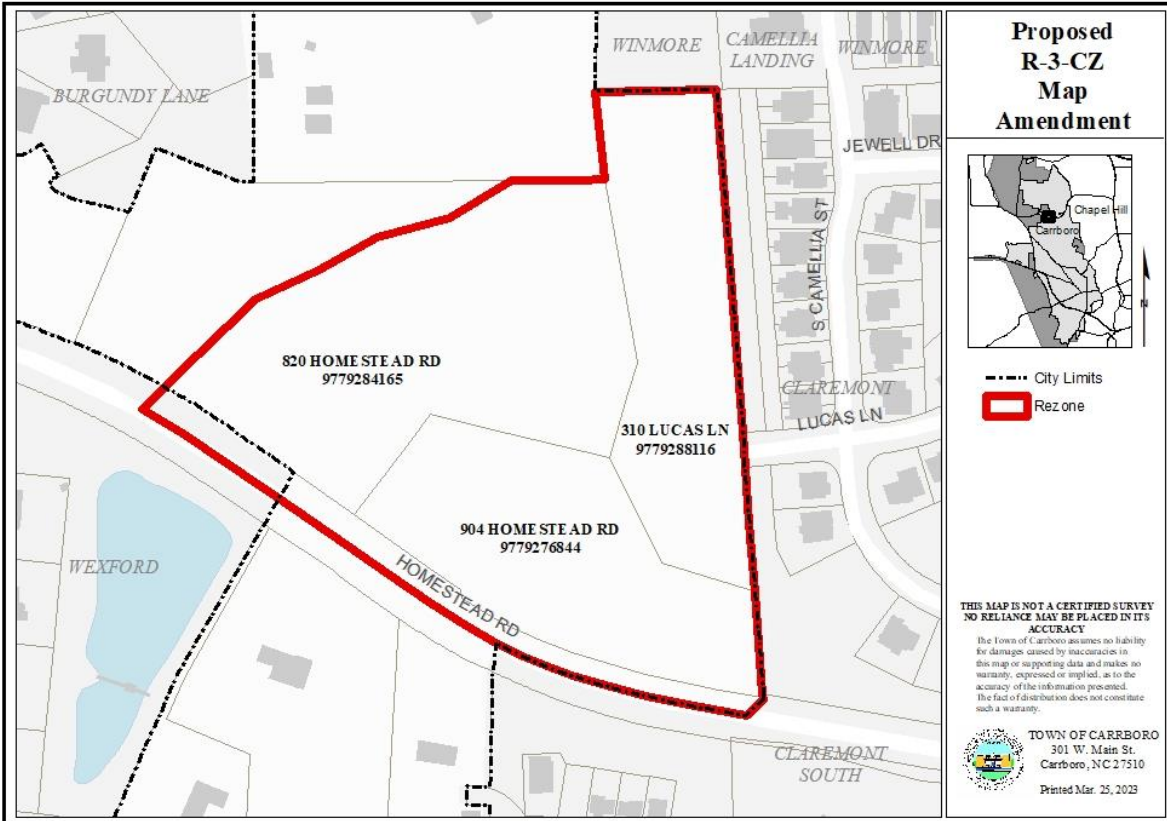 Proposed
R-3-CZ
Map
Amendment
WINMORE
CAMELLIA
LANDING
WINMORE
BURGUNDY LANE
JEWELL DR
S CAMELLIA ST
820 HOMESTEAD RD
9779284165
310 LUCAS LN
9779288116
CLAREMONT
LUCAS LN
904 HOMESTEAD RD
9779276844
WEXFORD
HOMESTEAD RD
CLAREMONT
SOUTH
Chapel Hill
Carrboro
N
City Limits
Rezone
THIS MAP IS NOT A CERTIFIED SURVEY
NO RELIANCE MAY BE PLACED IN ITS
ACCURACY
The Town of Carrboro assumes no liability
for damages caused by inaccuracies in
this map or supporting data and makes no
warranty, expressed or implied, as to the
accuracy of the information presented.
The fact of distribution does not constitute
such a warranty.
TOWN OF CARRBORO
301 W. Main St.
Carrboro, NC 27510
Printed Mar. 25, 2023